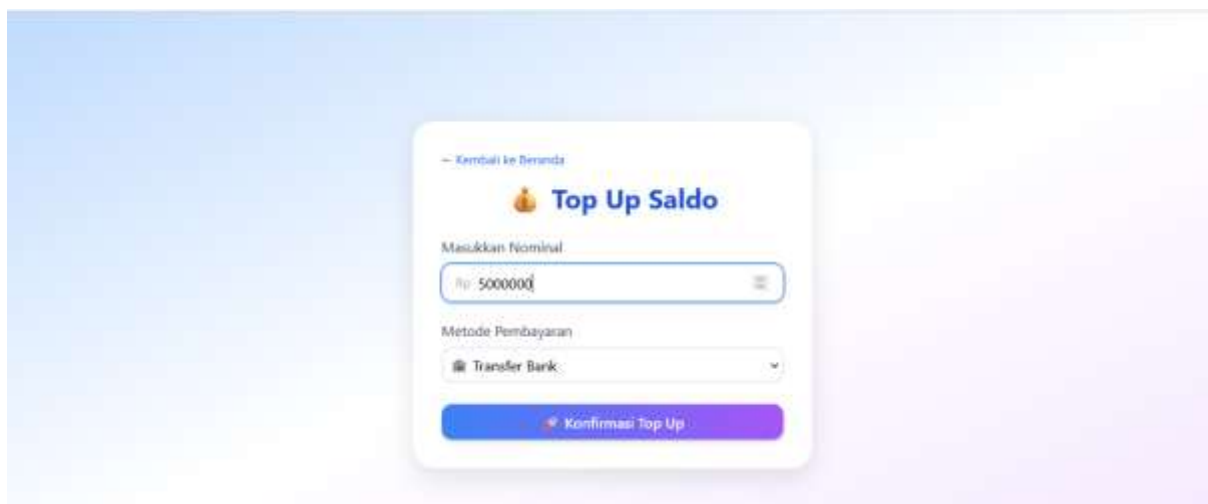 ← Kembali ke Beranda
Top Up Saldo
Masukkan Nominal
Rp 5000000
Metode Pembayaran
Transfer Bank
Konfirmasi Top Up